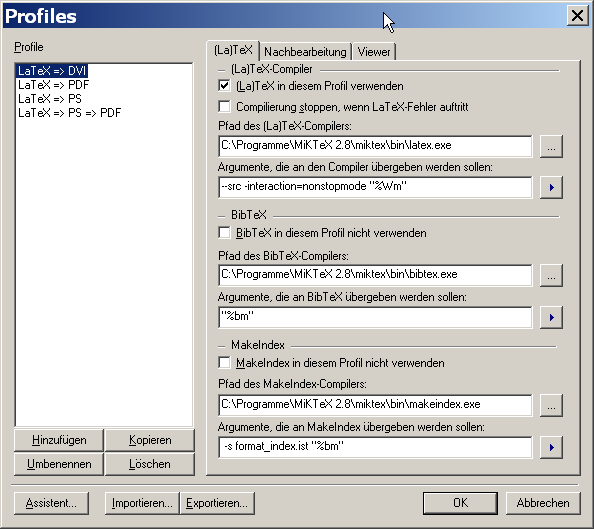 Profiles
Profile
LaTeX => DVI
LaTeX => PDF
LaTeX => PS
LaTeX => PS => PDF
Hinzufügen
Kopieren
Umbenennen
Löschen
(La)TeX
Nachbearbeitung
Viewer
(La)TeX-Compiler
(La)TeX in diesem Profil verwenden
Compilierung stoppen, wenn LaTeX-Fehler auftritt
Pfad des (La)TeX-Compilers:
C:\Programme\MiKTeX 2.8\miktex\bin\latex.exe
...
Argumente, die an den Compiler übergeben werden sollen:
--src -interaction=nonstopmode "%Wm"
BibTeX
BibTeX in diesem Profil nicht verwenden
Pfad des BibTeX-Compilers:
C:\Programme\MiKTeX 2.8\miktex\bin\bibtex.exe
...
Argumente, die an BibTeX übergeben werden sollen:
"%bm"
MakeIndex
MakeIndex in diesem Profil nicht verwenden
Pfad des MakeIndex-Compilers:
C:\Programme\MiKTeX 2.8\miktex\bin\makeindex.exe
...
Argumente, die an MakeIndex übergeben werden sollen:
-s format_index.ist "%bm"
Assistent...
Importieren...
Exportieren...
OK
Abbrechen